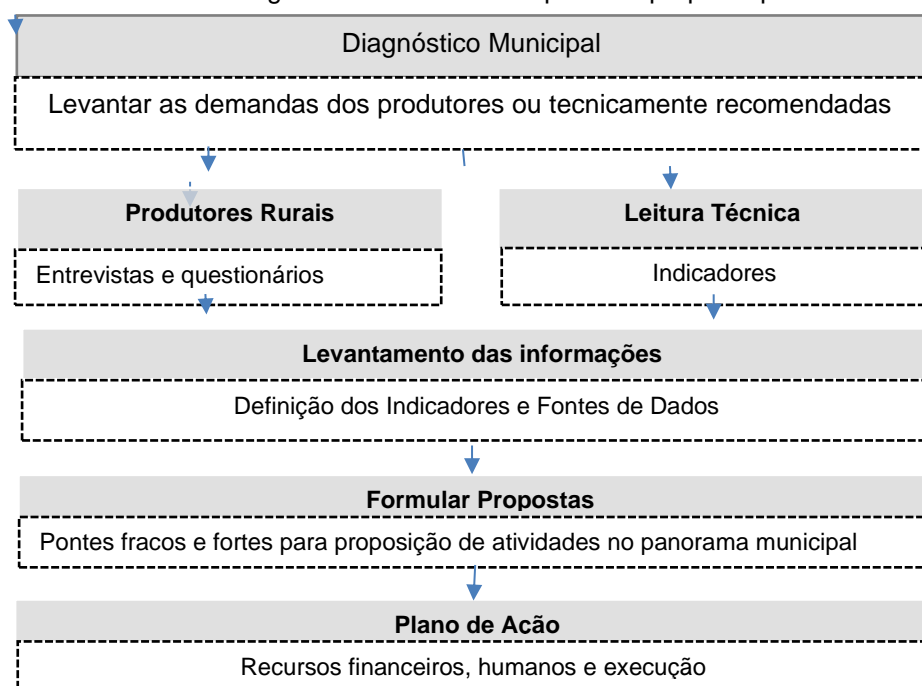 Diagnóstico Municipal
Levantar as demandas dos produtores ou tecnicamente recomendadas
Produtores Rurais
Leitura Técnica
Entrevistas e questionários
Indicadores
Levantamento das informações
Definição dos Indicadores e Fontes de Dados
Formular Propostas
Pontes fracos e fortes para proposição de atividades no panorama municipal
Plano de Acão
Recursos financeiros, humanos e execução